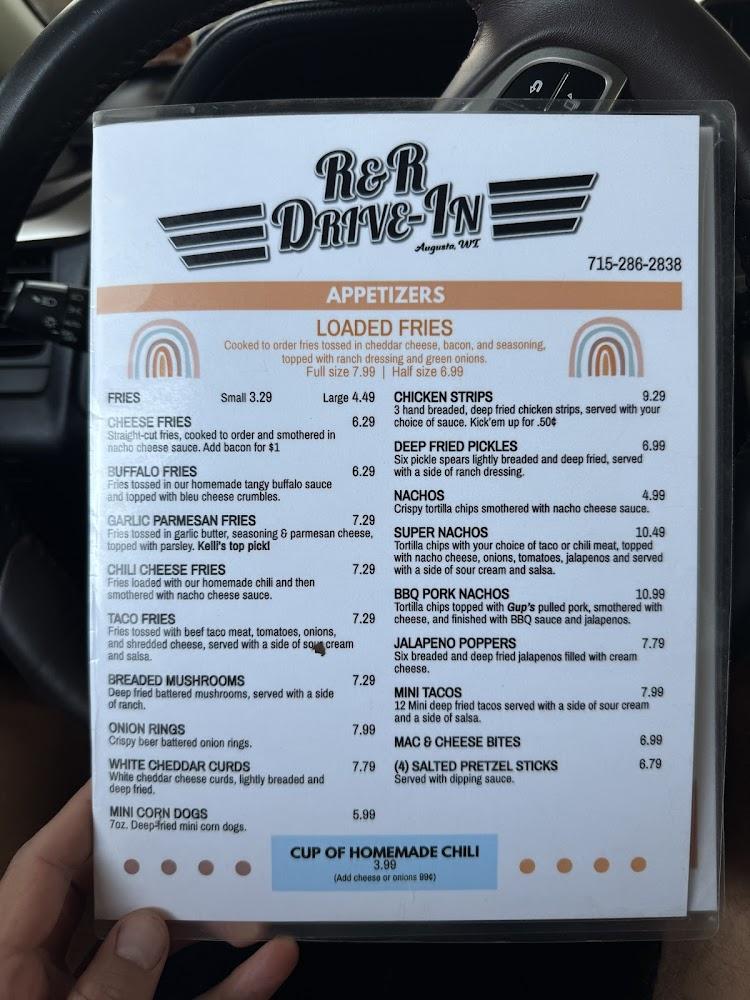 R&R
DRIVE-IN
Augusta, WI
715-286-2838
APPETIZERS
LOADED FRIES
Cooked to order fries tossed in cheddar cheese, bacon, and seasoning,
topped with ranch dressing and green onions.
Full size 7.99 | Half size 6.99
FRIES Small 3.29 Large 4.49
CHEESE FRIES 6.29
Straight-cut fries, cooked to order and smothered in
nacho cheese sauce. Add bacon for $1
BUFFALO FRIES 6.29
Fries tossed in our homemade tangy buffalo sauce
and topped with bleu cheese crumbles.
GARLIC PARMESAN FRIES 7.29
Fries tossed in garlic butter, seasoning & parmesan cheese,
topped with parsley. Kelli's top pick!
CHILI CHEESE FRIES 7.29
Fries loaded with our homemade chili and then
smothered with nacho cheese sauce.
TACO FRIES 7.29
Fries tossed with beef taco meat, tomatoes, onions,
and shredded cheese, served with a side of sour cream
and salsa.
BREADED MUSHROOMS 7.29
Deep fried battered mushrooms, served with a side
of ranch.
ONION RINGS 7.99
Crispy beer battered onion rings.
WHITE CHEDDAR CURDS 7.79
White cheddar cheese curds, lightly breaded and
deep fried.
MINI CORN DOGS 5.99
7oz. Deep fried mini corn dogs.
CHICKEN STRIPS 9.29
3 hand breaded, deep fried chicken strips, served with your
choice of sauce. Kick'em up for .50¢
DEEP FRIED PICKLES 6.99
Six pickle spears lightly breaded and deep fried, served
with a side of ranch dressing.
NACHOS 4.99
Crispy tortilla chips smothered with nacho cheese sauce.
SUPER NACHOS 10.49
Tortilla chips with your choice of taco or chili meat, topped
with nacho cheese, onions, tomatoes, jalapenos and served
with a side of sour cream and salsa.
BBQ PORK NACHOS 10.99
Tortilla chips topped with Gup's pulled pork, smothered with
cheese, and finished with BBQ sauce and jalapenos.
JALAPENO POPPERS 7.79
Six breaded and deep fried jalapenos filled with cream
cheese.
MINI TACOS 7.99
12 Mini deep fried tacos served with a side of sour cream
and a side of salsa.
MAC & CHEESE BITES 6.99
(4) SALTED PRETZEL STICKS 6.79
Served with dipping sauce.
CUP OF HOMEMADE CHILI
3.99
(Add cheese or onions 99¢)